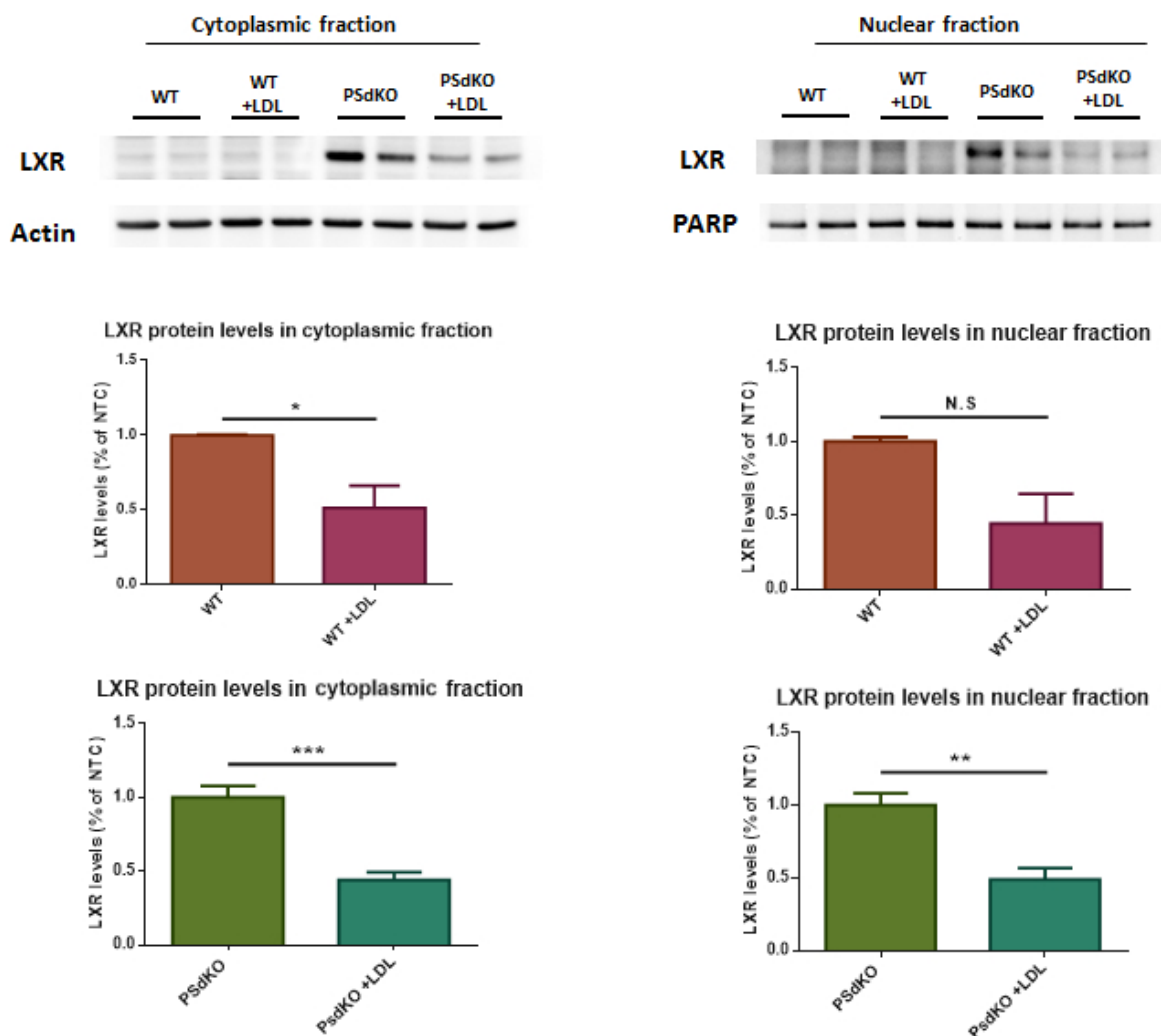 Cytoplasmic fraction
WT
WT
+LDL
PSdKO
PSdKO
+LDL
LXR
Actin
Nuclear fraction
WT
WT
+LDL
PSdKO
PSdKO
+LDL
LXR
PARP
LXR protein levels in cytoplasmic fraction
LXR levels (% of NTC)
1.5
1.0
0.5
0.0
*
WT
WT +LDL
LXR protein levels in nuclear fraction
LXR levels (% of NTC)
1.5
1.0
0.5
0.0
N.S
WT
WT +LDL
LXR protein levels in cytoplasmic fraction
LXR levels (% of NTC)
1.5
1.0
0.5
0.0
***
PSdKO
PsdKO +LDL
LXR protein levels in nuclear fraction
LXR levels (% of NTC)
1.5
1.0
0.5
0.0
**
PSdKO
PsdKO +LDL